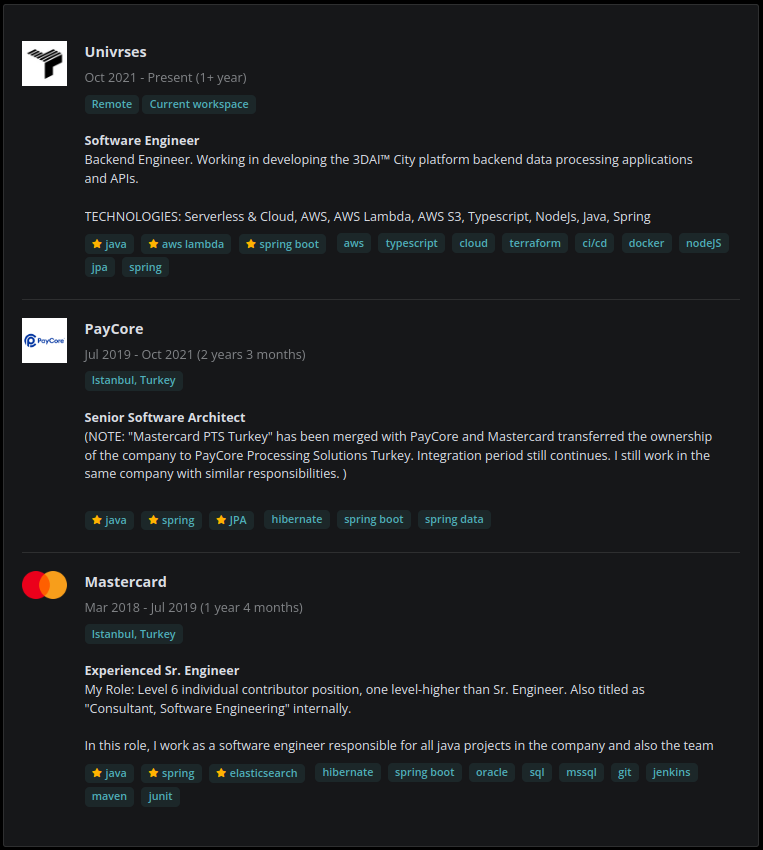 Univrses
Oct 2021 - Present (1+ year)
Remote Current workspace
Software Engineer
Backend Engineer. Working in developing the 3DAI™ City platform backend data processing applications
and APIs.
TECHNOLOGIES: Serverless & Cloud, AWS, AWS Lambda, AWS S3, Typescript, NodeJs, Java, Spring
java aws lambda spring boot aws typescript cloud terraform ci/cd docker nodeJS
jpa spring
PayCore
PayCore
Jul 2019 - Oct 2021 (2 years 3 months)
Istanbul, Turkey
Senior Software Architect
(NOTE: "Mastercard PTS Turkey" has been merged with PayCore and Mastercard transferred the ownership
of the company to PayCore Processing Solutions Turkey. Integration period still continues. I still work in the
same company with similar responsibilities. )
java spring JPA hibernate spring boot spring data
Mastercard
Mar 2018 - Jul 2019 (1 year 4 months)
Istanbul, Turkey
Experienced Sr. Engineer
My Role: Level 6 individual contributor position, one level-higher than Sr. Engineer. Also titled as
"Consultant, Software Engineering" internally.
In this role, I work as a software engineer responsible for all java projects in the company and also the team
java spring elasticsearch hibernate spring boot oracle sql mssql git jenkins
maven junit